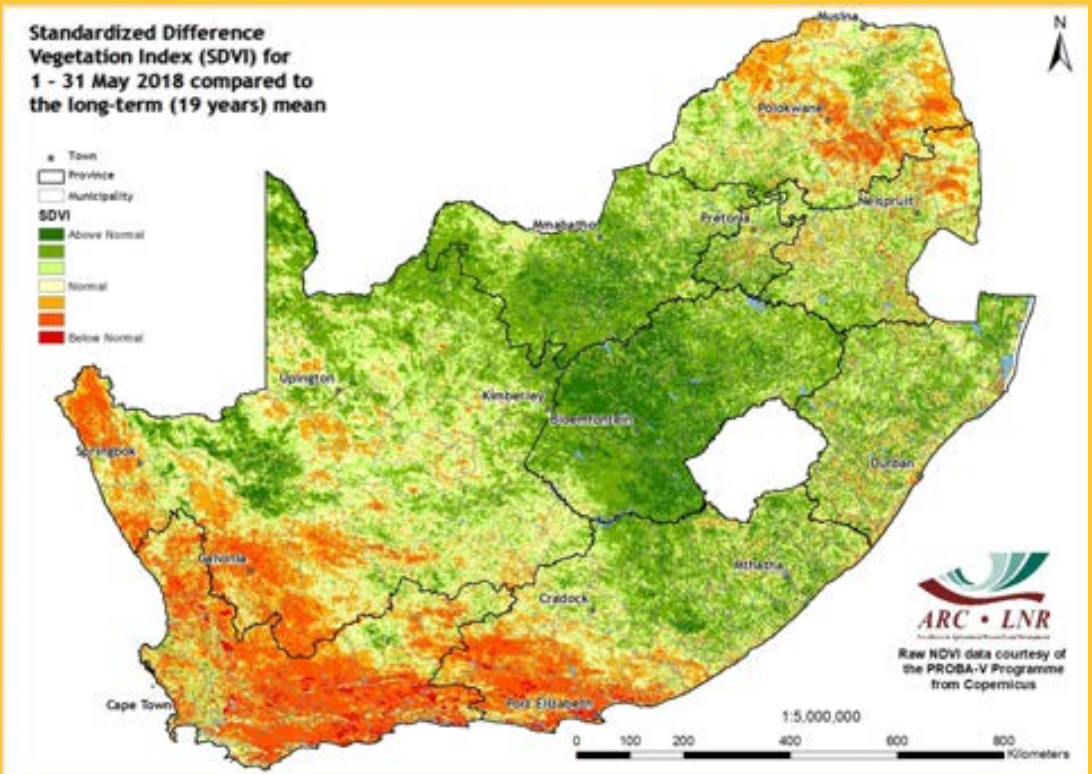 Standardized Difference
Vegetation Index (SDVI) for
1 - 31 May 2018 compared to
the long-term (19 years) mean
N
Town
Province
Municipality
SDVI
Above Normal
Normal
Below Normal
Musina
Polokwane
Nelspruit
Pretoria
Mmabatho
Upington
Kimberley
Bloemfontein
Springbok
Durban
Calvinia
Mthatha
Cradock
Cape Town
Port Elizabeth
ARC • LNR
Raw NDVI data courtesy of
the PROBA-V Programme
from Copernicus
1:5,000,000
0 100 200 400 600 800
Kilometers